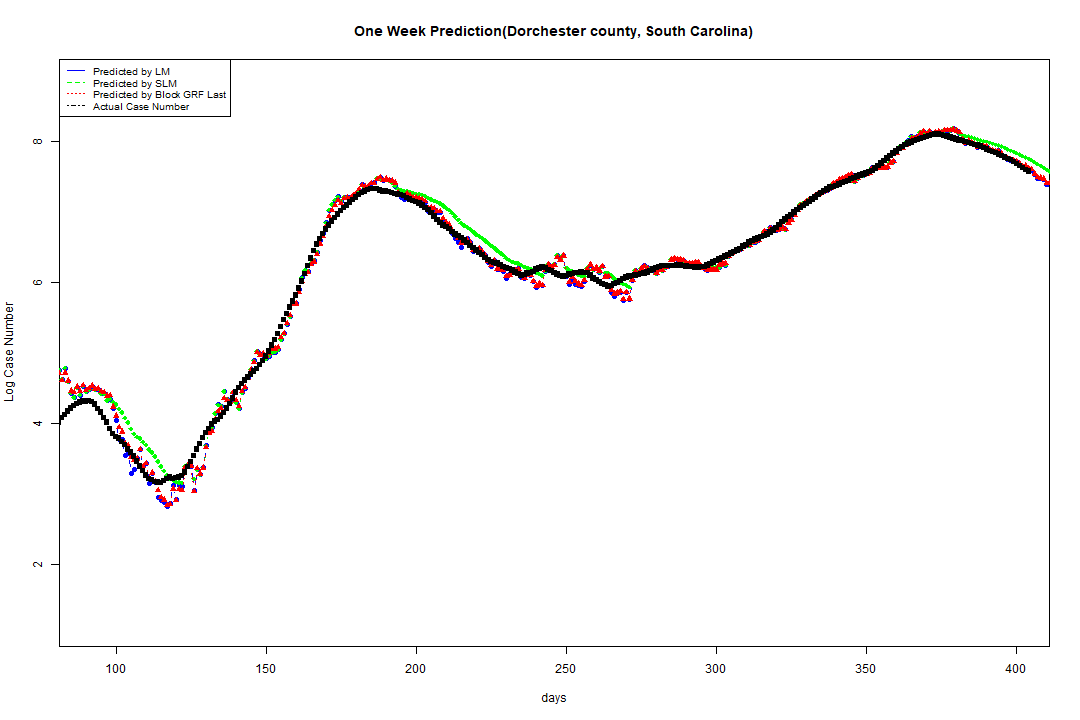 One Week Prediction(Dorchester county, South Carolina)
Predicted by LM
Predicted by SLM
Predicted by Block GRF Last
Actual Case Number
8
6
4
2
Log Case Number
100 150 200 250 300 350 400
days